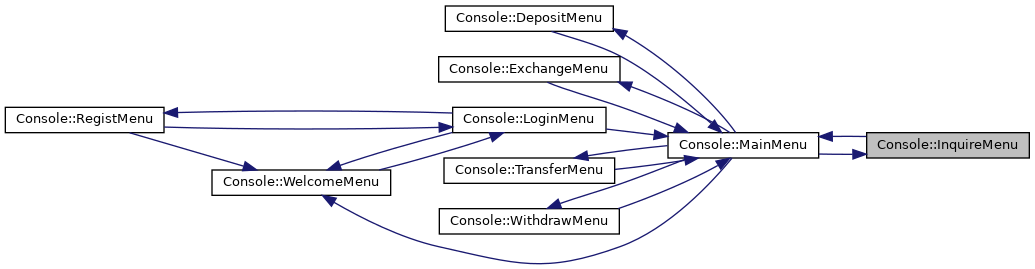 Console::DepositMenu
Console::ExchangeMenu
Console::RegistMenu
Console::LoginMenu
Console::MainMenu
Console::InquireMenu
Console::TransferMenu
Console::WelcomeMenu
Console::WithdrawMenu